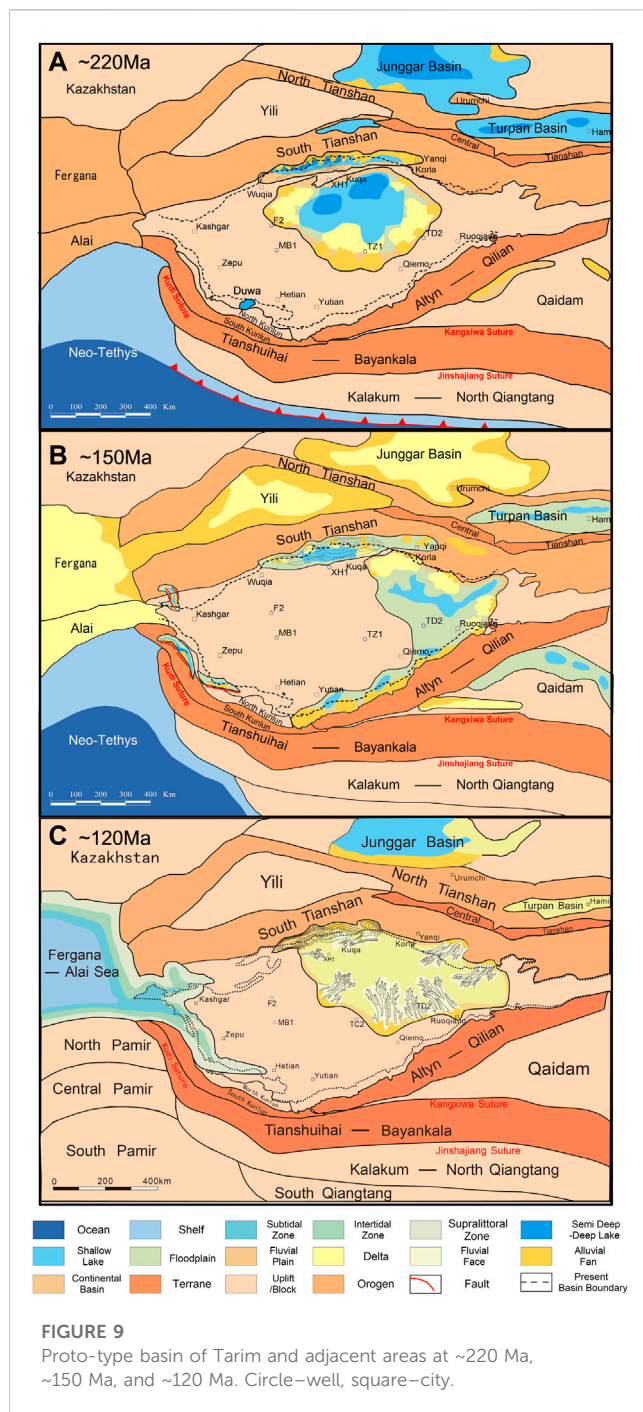 A ~220Ma
Kazakhstan
Junggar Basin
North Tianshan
Urumchi
Yili
Turpan Basin
Ham
South Tianshan
Central
Tianshan
Yanqi
Fergana
Kuqa
Korla
Wuqia
XH1
F2
TD2
Ruoqiang
Kashgar
Alai
MB1
TZ1
Zepu
Qiemo
Altyn — Qilian
Duwa
Hetian
Yutian
Qaidam
Kudi Suture
North Kunlun
South Kunlun
Kangxiwa Suture
Tianshuihai — Bayankala
Neo-Tethys
Jinshajiang Suture
Kalakum — North Qiangtang
0 100 200 300 400 Km
B ~150Ma
Kazakhstan
Junggar Basin
North Tianshan
Urumchi
Yili
Turpan Basin
Ham
South Tianshan
Central
Tianshan
Yanqi
Fergana
Kuqa
Korla
Wuqia
XH1
F2
Kashgar
TD2
Ruoqiang
Alai
MB1
TZ1
Zepu
Qiemo
Altyn — Qilian
Hetian
Yutian
Qaidam
Kudi Suture
North Kunlun
South Kunlun
Kangxiwa Suture
Tianshuihai — Bayankala
Neo-Tethys
Jinshajiang Suture
Kalakum — North Qiangtang
0 100 200 300 400 Km
C ~120Ma
Kazakhstan
Junggar Basin
Urumchi
Yili
North Tianshan
Turpan Basin
Hami
South Tianshan
Central
Tianshan
Yanqi
Fergana
— Alai Sea
Kuqa
Korla
XH1
Kashgar
F2
TD2
MB1
TC2
Ruoqiang
North Pamir
Zepu
Qiemo
Altyn — Qilian
Kudi Suture
Hetian
Yutian
Qaidam
Central Pamir
North Kunlun
South Kunlun
Kangxiwa Suture
Tianshuihai — Bayankala
South Pamir
Jinshajiang Suture
Kalakum — North Qiangtang
0 200 400km
South Qiangtang
Ocean
Shelf
Subtidal
Zone
Intertidal
Zone
Supralittoral
Zone
Semi Deep
-Deep Lake
Shallow
Lake
Floodplain
Fluvial
Plain
Delta
Fluvial
Face
Alluvial
Fan
Continental
Basin
Terrane
Uplift
/Block
Orogen
Fault
Present
Basin Boundary
FIGURE 9
Proto-type basin of Tarim and adjacent areas at ~220 Ma,
~150 Ma, and ~120 Ma. Circle–well, square–city.